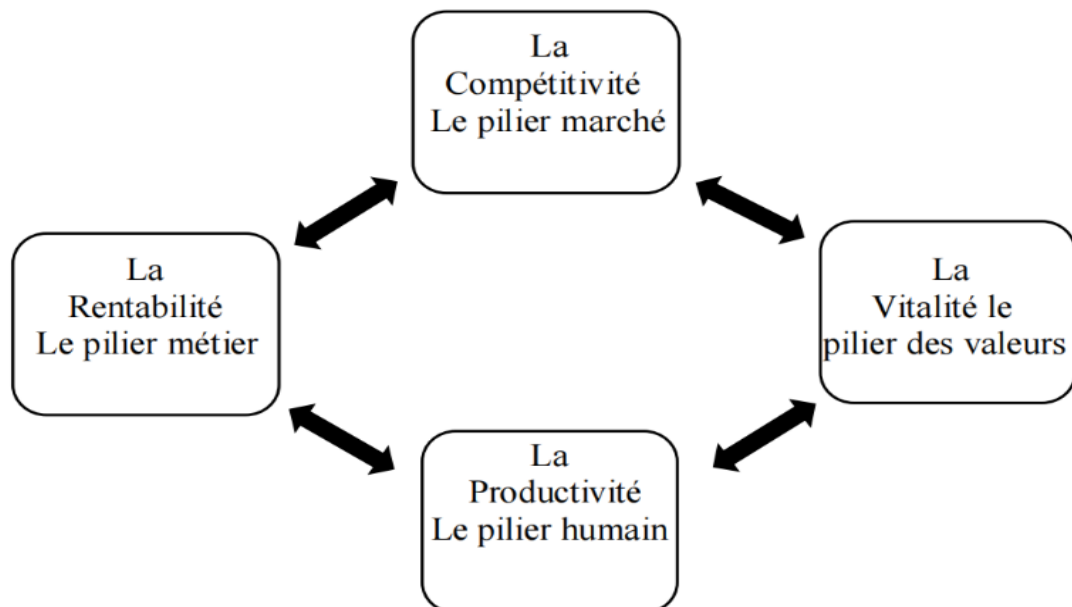 La
Compétitivité
Le pilier marché
La
Rentabilité
Le pilier métier
La
Vitalité le
pilier des valeurs
La
Productivité
Le pilier humain